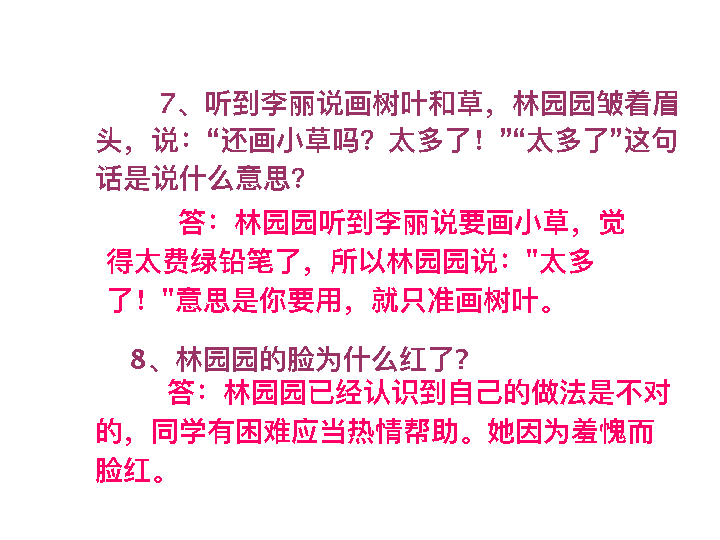 7、听到李丽说画树叶和草，林园园皱着眉
头，说：“还画小草吗？太多了！”“太多了”这句
话是说什么意思？
答：林园园听到李丽说要画小草，觉
得太费绿铅笔了，所以林园园说："太多
了！"意思是你要用，就只准画树叶。
8、林园园的脸为什么红了？
答：林园园已经认识到自己的做法是不对
的，同学有困难应当热情帮助。她因为羞愧而
脸红。